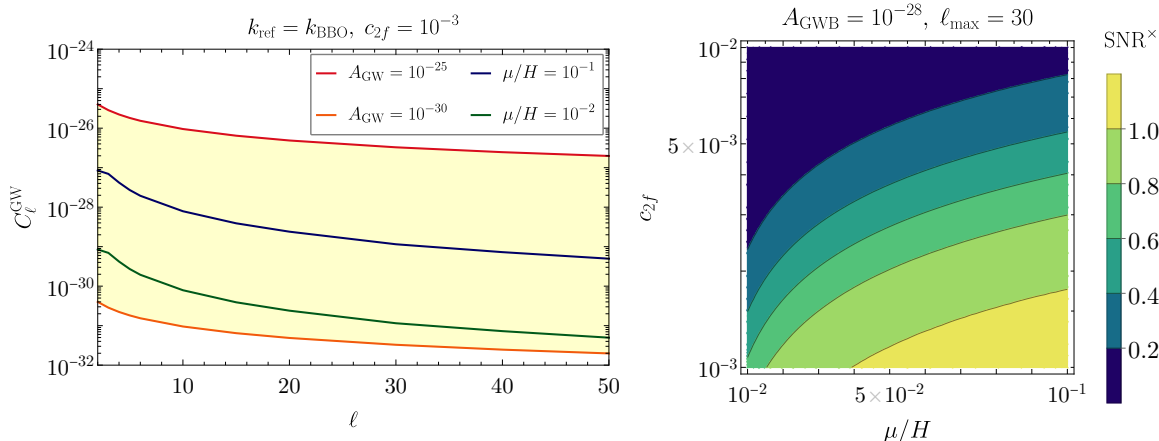 k_ref = k_BBO, c_2f = 10^-3
A_GW = 10^-25
μ/H = 10^-1
A_GW = 10^-30
μ/H = 10^-2
C_ℓ^GW
10^-24
10^-26
10^-28
10^-30
10^-32
10 20 30 40 50
ℓ
A_GWB = 10^-28, ℓ_max = 30
c_2f
10^-2
5×10^-3
10^-3
10^-2 5×10^-2 10^-1
μ/H
SNR^×
1.0
0.8
0.6
0.4
0.2